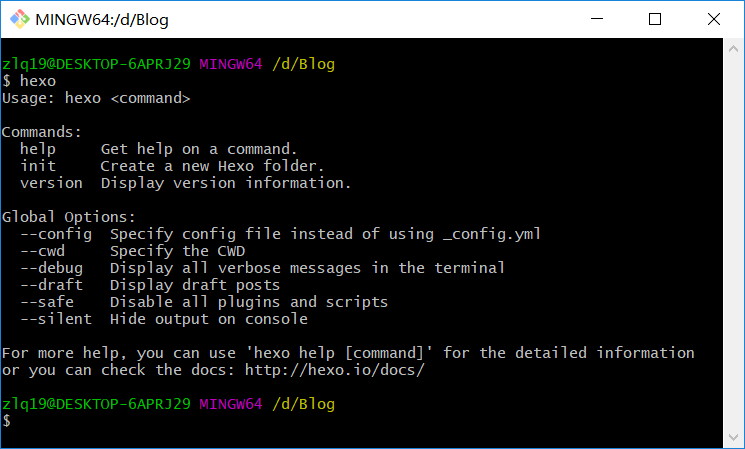 MINGW64:/d/Blog
zlq19@DESKTOP-6APRJ29 MINGW64 /d/Blog
$ hexo
Usage: hexo <command>
Commands:
help     Get help on a command.
init     Create a new Hexo folder.
version  Display version information.
Global Options:
--config  Specify config file instead of using _config.yml
--cwd     Specify the CWD
--debug   Display all verbose messages in the terminal
--draft   Display draft posts
--safe    Disable all plugins and scripts
--silent  Hide output on console
For more help, you can use 'hexo help [command]' for the detailed information
or you can check the docs: http://hexo.io/docs/
zlq19@DESKTOP-6APRJ29 MINGW64 /d/Blog
$